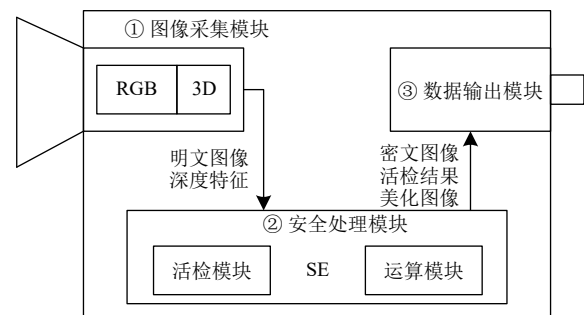 ① 图像采集模块
RGB
3D
③ 数据输出模块
明文图像
深度特征
密文图像
活检结果
美化图像
② 安全处理模块
活检模块
SE
运算模块